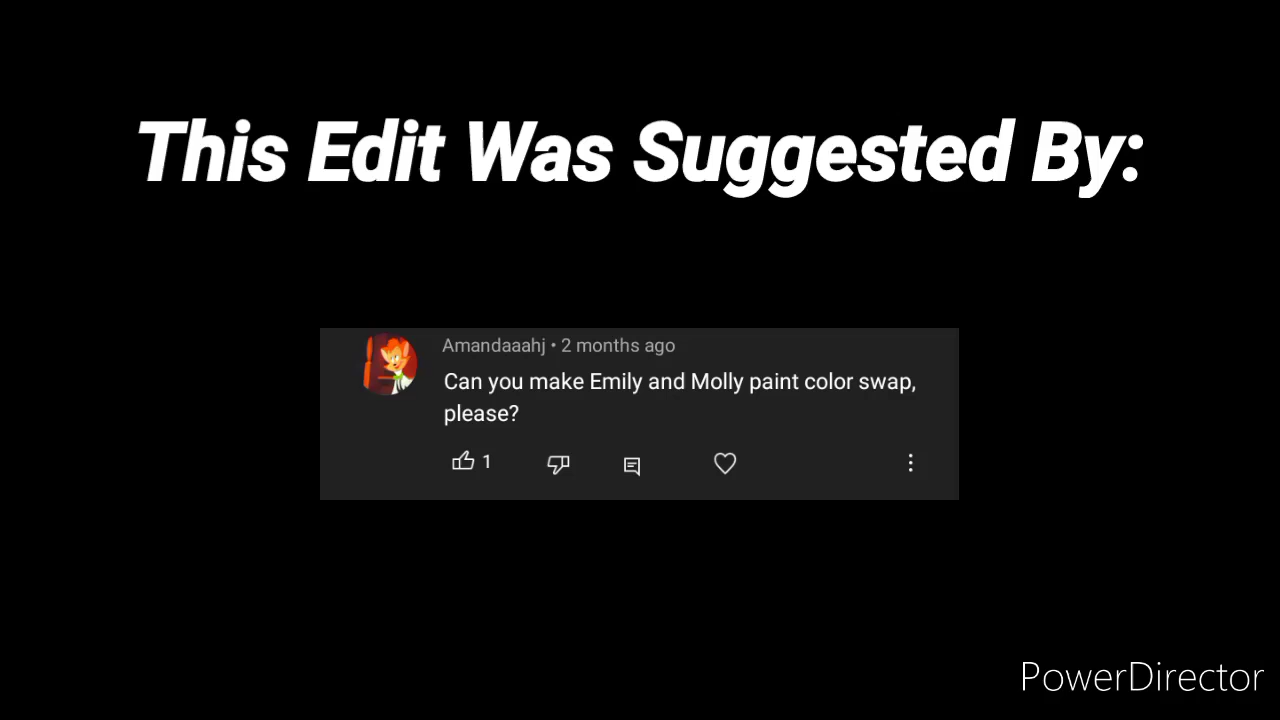 This Edit Was Suggested By:
Amandaaahj • 2 months ago
Can you make Emily and Molly paint color swap,
please?
1
PowerDirector